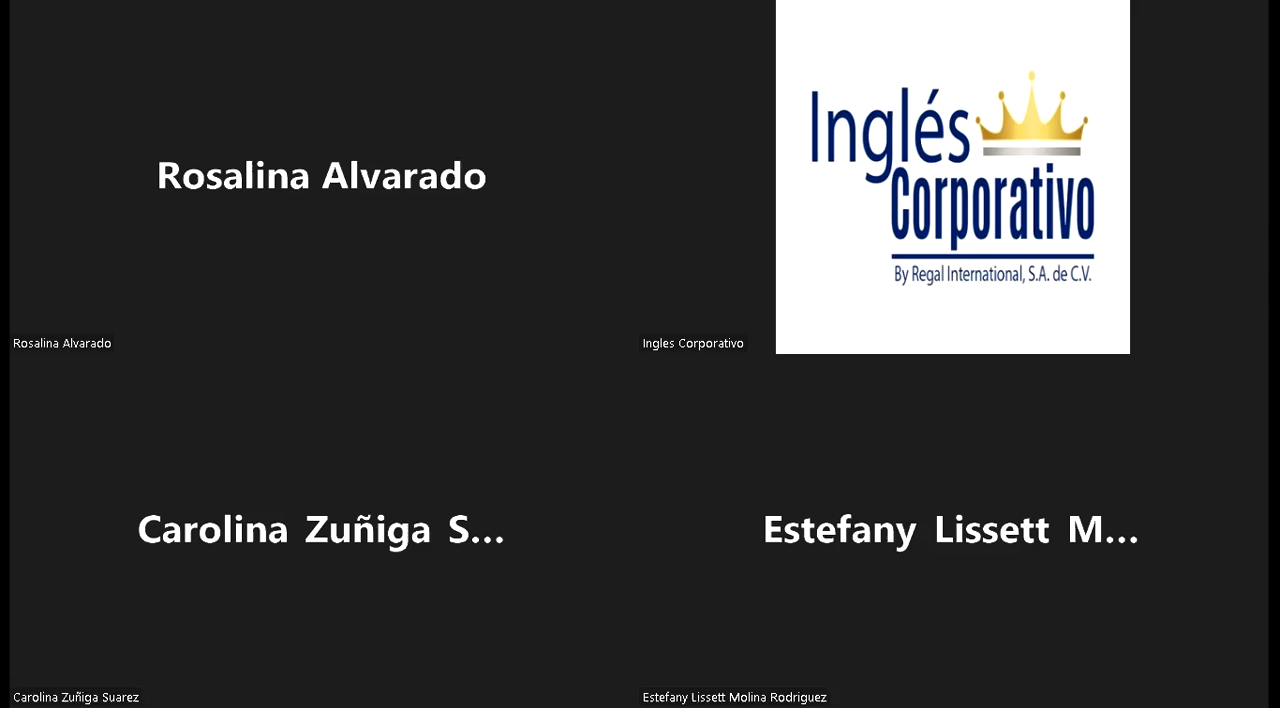 Rosalina Alvarado
Rosalina Alvarado
Inglés
Corporativo
By Regal International, S.A. de C.V.
Ingles Corporativo
Carolina Zuñiga S...
Carolina Zuñiga Suarez
Estefany Lissett M...
Estefany Lissett Molina Rodriguez